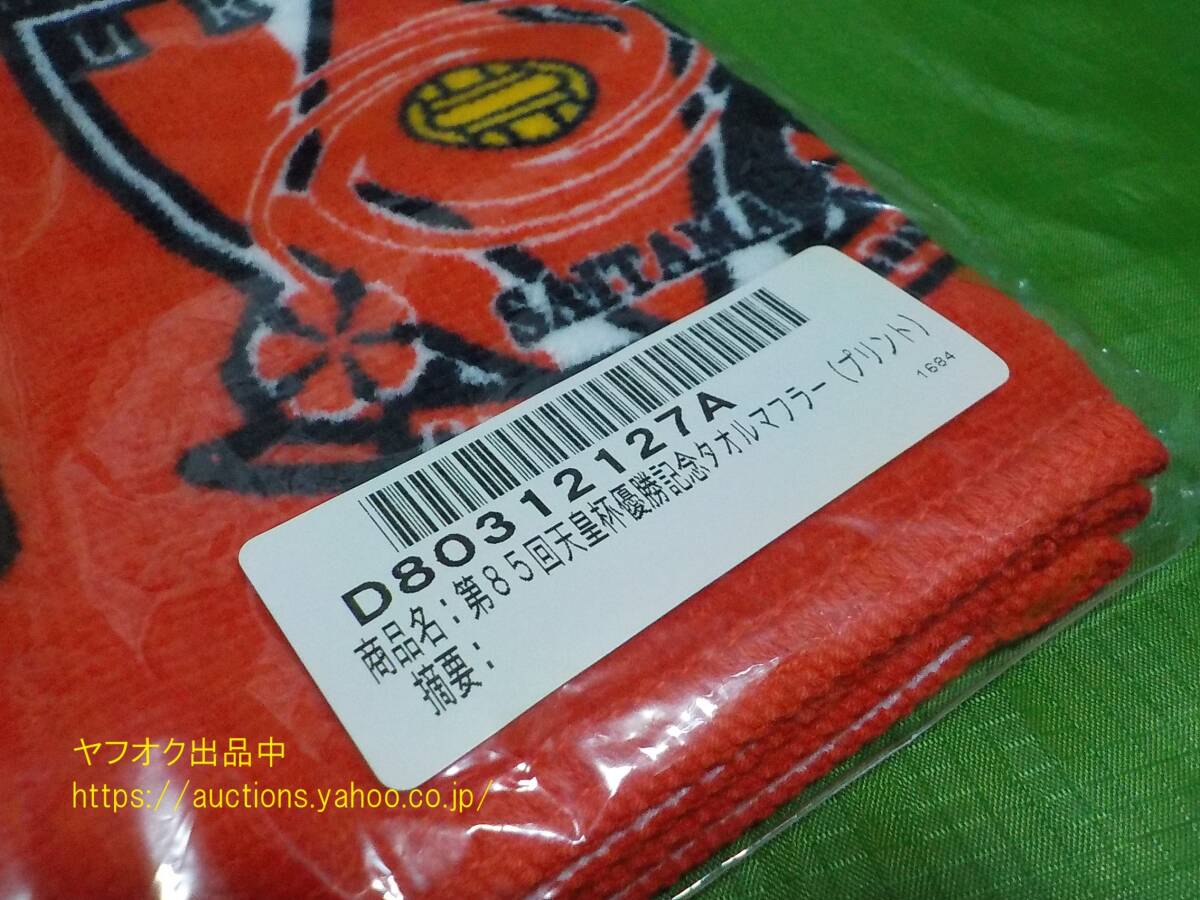 UR
SAITAMA
D80312127A
商品名：第８５回天皇杯優勝記念タオルマフラー（プリント）
摘要：
1684
ヤフオク出品中
https://auctions.yahoo.co.jp/